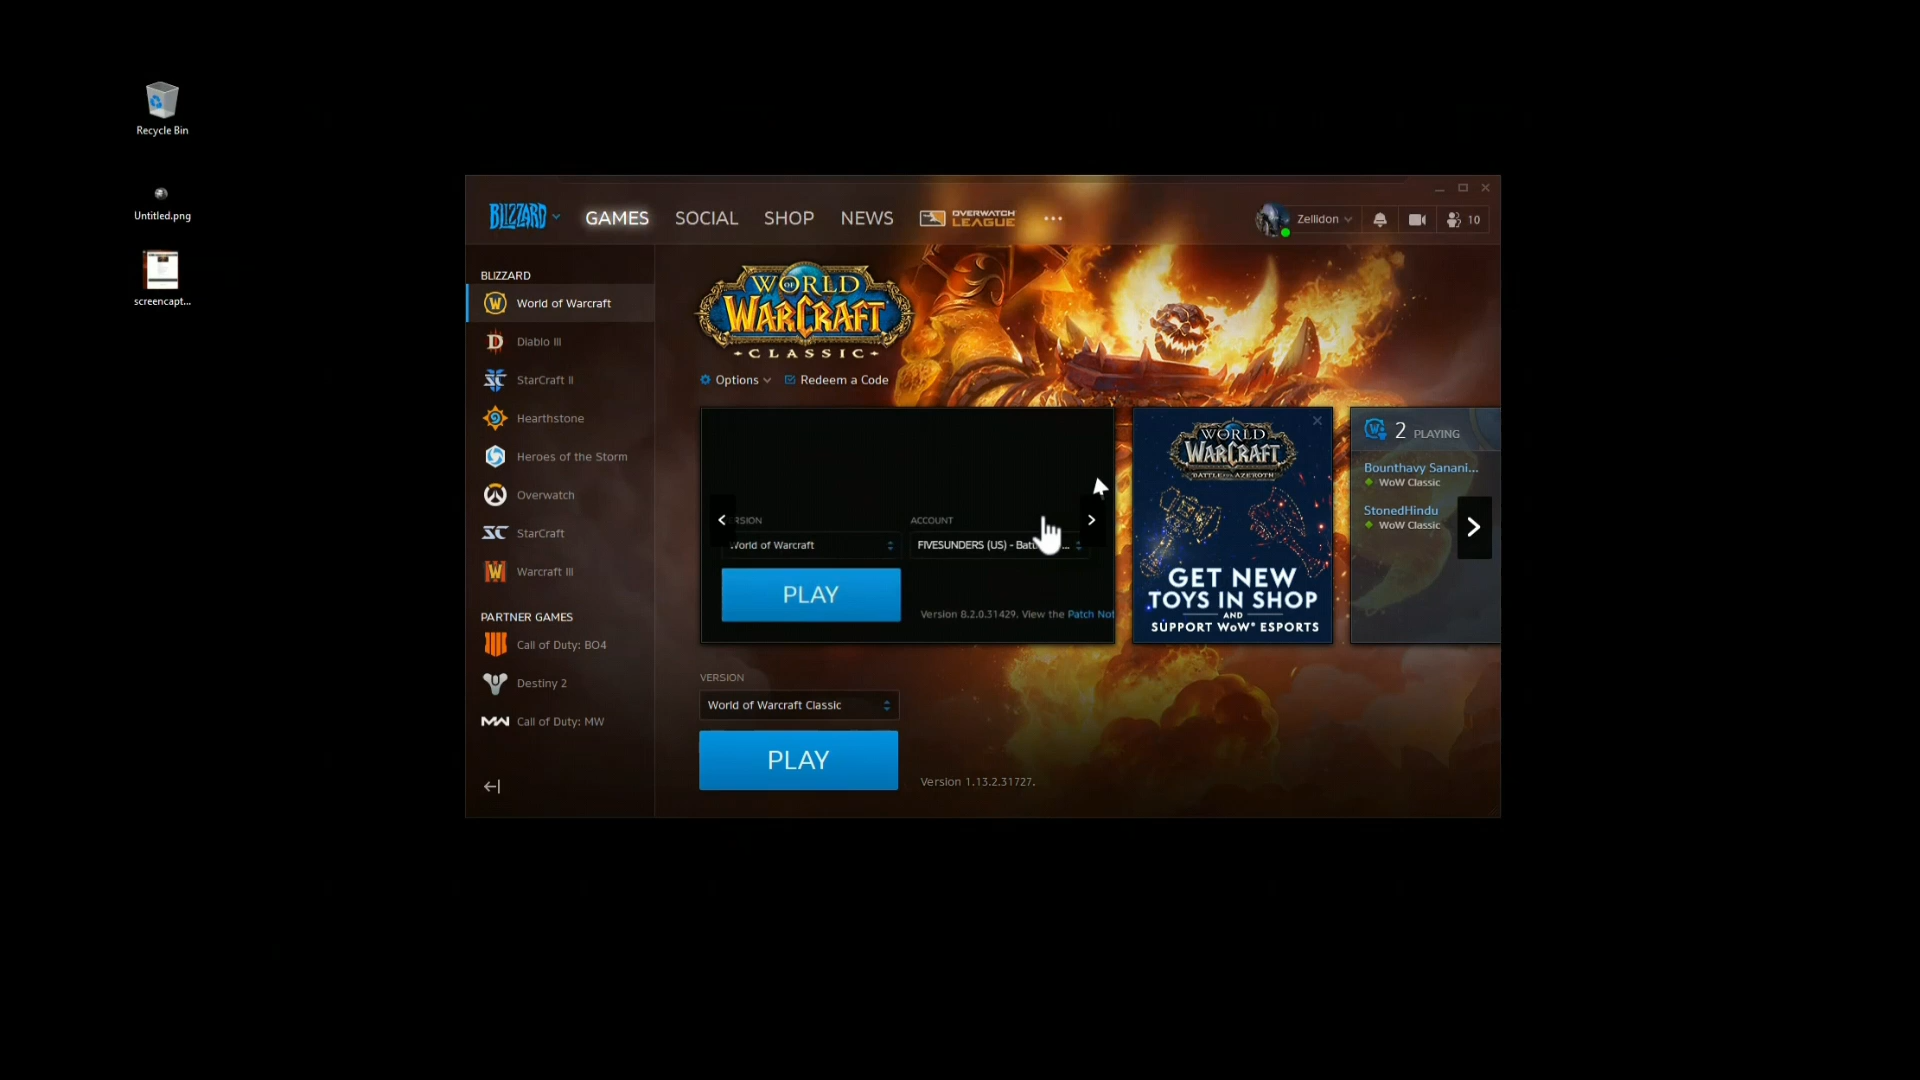 Recycle Bin
Untitled.png
screencapt...
BLIZZARD
GAMES
SOCIAL
SHOP
NEWS
OVERWATCH
LEAGUE
Zellidon
10
BLIZZARD
World of Warcraft
Diablo III
StarCraft II
Hearthstone
Heroes of the Storm
Overwatch
StarCraft
Warcraft III
PARTNER GAMES
Call of Duty: BO4
Destiny 2
Call of Duty: MW
WORLD OF
WARCRAFT
CLASSIC
Options
Redeem a Code
ERSION
ACCOUNT
World of Warcraft
FIVESUNDERS (US) - Batt ...
PLAY
Version 8.2.0.31429. View the Patch Not
WORLD OF
WARCRAFT
BATTLE FOR AZEROTH
GET NEW
TOYS IN SHOP
AND
SUPPORT WoW® ESPORTS
2 PLAYING
Bounthavy Sanani...
WoW Classic
StonedHindu
WoW Classic
VERSION
World of Warcraft Classic
PLAY
Version 1.13.2.31727.